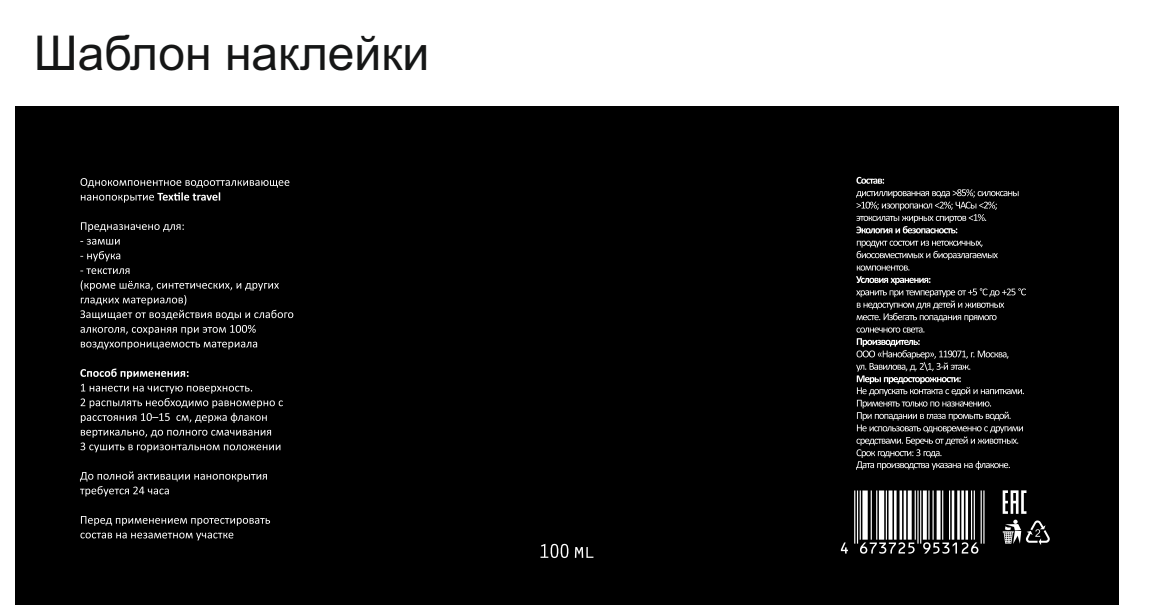 Шаблон наклейки
Однокомпонентное водоотталкивающее
нанопокрытие Textile travel
Предназначено для:
- замши
- нубука
- текстиля
(кроме шёлка, синтетических, и других
гладких материалов)
Защищает от воздействия воды и слабого
алкоголя, сохраняя при этом 100%
воздухопроницаемость материала
Способ применения:
1 нанести на чистую поверхность.
2 распылять необходимо равномерно с
расстояния 10–15 см, держа флакон
вертикально, до полного смачивания
3 сушить в горизонтальном положении
До полной активации нанопокрытия
требуется 24 часа
Перед применением протестировать
состав на незаметном участке
100 ML
Состав:
дистиллированная вода >85%; силоксаны
>10%; изопропанол <2%; ЧАСы <2%;
этоксилаты жирных спиртов <1%.
Экология и безопасность:
продукт состоит из нетоксичных,
биосовместимых и биоразлагаемых
компонентов.
Условия хранения:
хранить при температуре от +5 °С до +25 °С
в недоступном для детей и животных
месте. Избегать попадания прямого
солнечного света.
Производитель:
ООО «Нанобарьер», 119071, г. Москва,
ул. Вавилова, д. 2\1, 3-й этаж.
Меры предосторожности:
Не допускать контакта с едой и напитками.
Применять только по назначению.
При попадании в глаза промыть водой.
Не использовать одновременно с другими
средствами. Беречь от детей и животных.
Срок годности: 3 года.
Дата производства указана на флаконе.
EAC
2
4 673725 953126